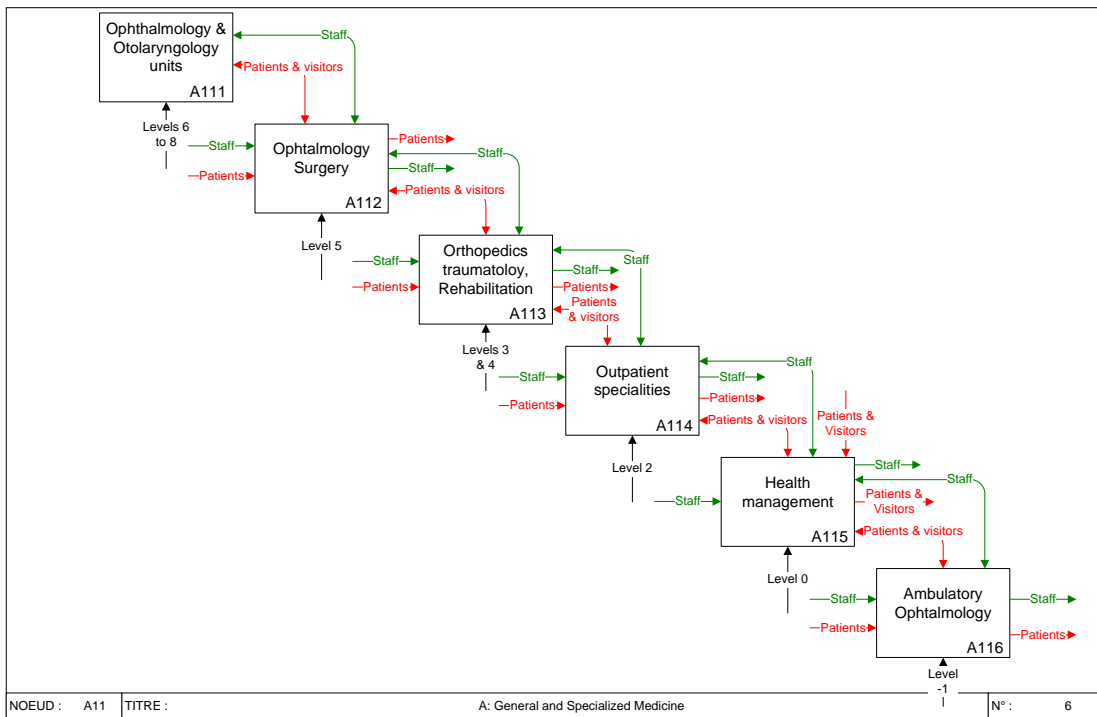 Ophthalmology &
Otolaryngology
units
A111
Staff
Patients & visitors
Levels 6
to 8
Staff
Patients
Ophtalmology
Surgery
A112
Patients
Staff
Staff
Patients & visitors
Level 5
Staff
Patients
Orthopedics
traumatoloy,
Rehabilitation
A113
Staff
Staff
Patients
Patients
& visitors
Levels 3
& 4
Staff
Patients
Outpatient
specialities
A114
Staff
Staff
Patients
Patients & visitors
Patients &
Visitors
Level 2
Staff
Health
management
A115
Staff
Staff
Patients &
Visitors
Patients & visitors
Level 0
Staff
Patients
Ambulatory
Ophtalmology
A116
Staff
Patients
Level
-1
NOEUD : A11 TITRE : A: General and Specialized Medicine N° : 6